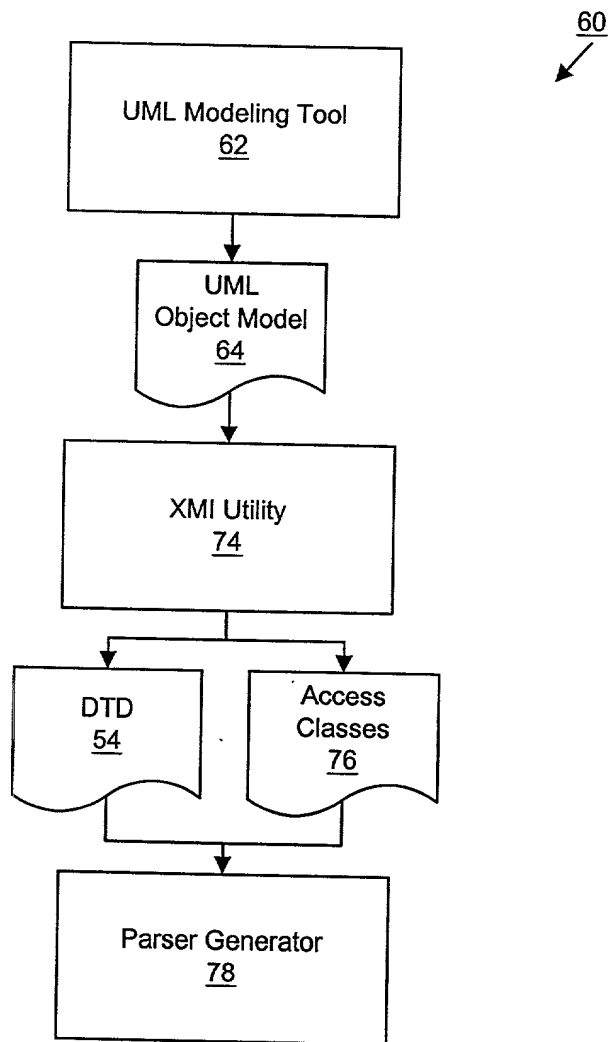 60
UML Modeling Tool
62
UML
Object Model
64
XMI Utility
74
DTD
54
Access
Classes
76
Parser Generator
78